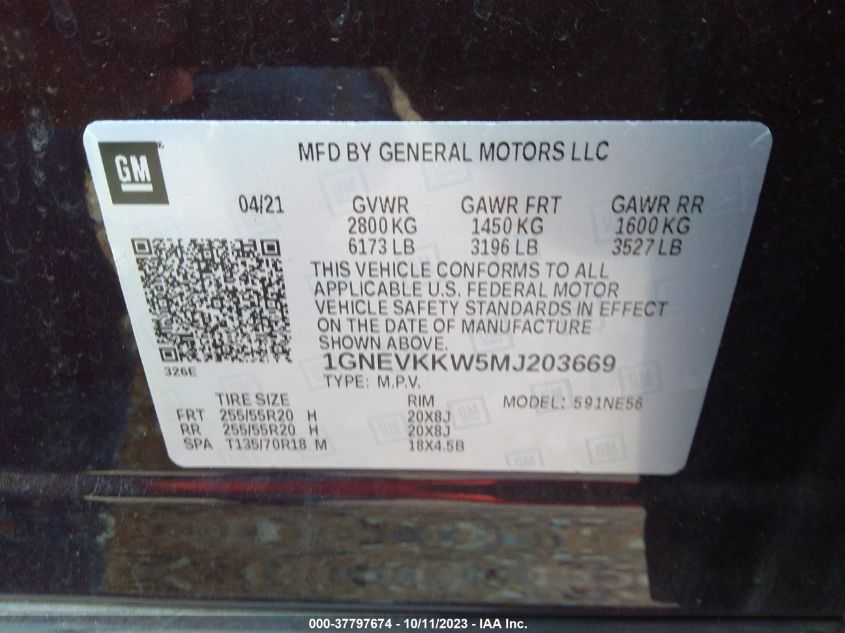 GM
MFD BY GENERAL MOTORS LLC
04/21 GVWR GAWR FRT GAWR RR
2800 KG 1450 KG 1600 KG
6173 LB 3196 LB 3527 LB
THIS VEHICLE CONFORMS TO ALL
APPLICABLE U.S. FEDERAL MOTOR
VEHICLE SAFETY STANDARDS IN EFFECT
ON THE DATE OF MANUFACTURE
SHOWN ABOVE.
326E
1GNEVKKW5MJ203669
TYPE: M.P.V.
TIRE SIZE RIM MODEL: 591NE56
FRT 255/55R20 H 20X8J
RR 255/55R20 H 20X8J
SPA T135/70R18 M 18X4.5B
000-37797674 - 10/11/2023 - IAA Inc.